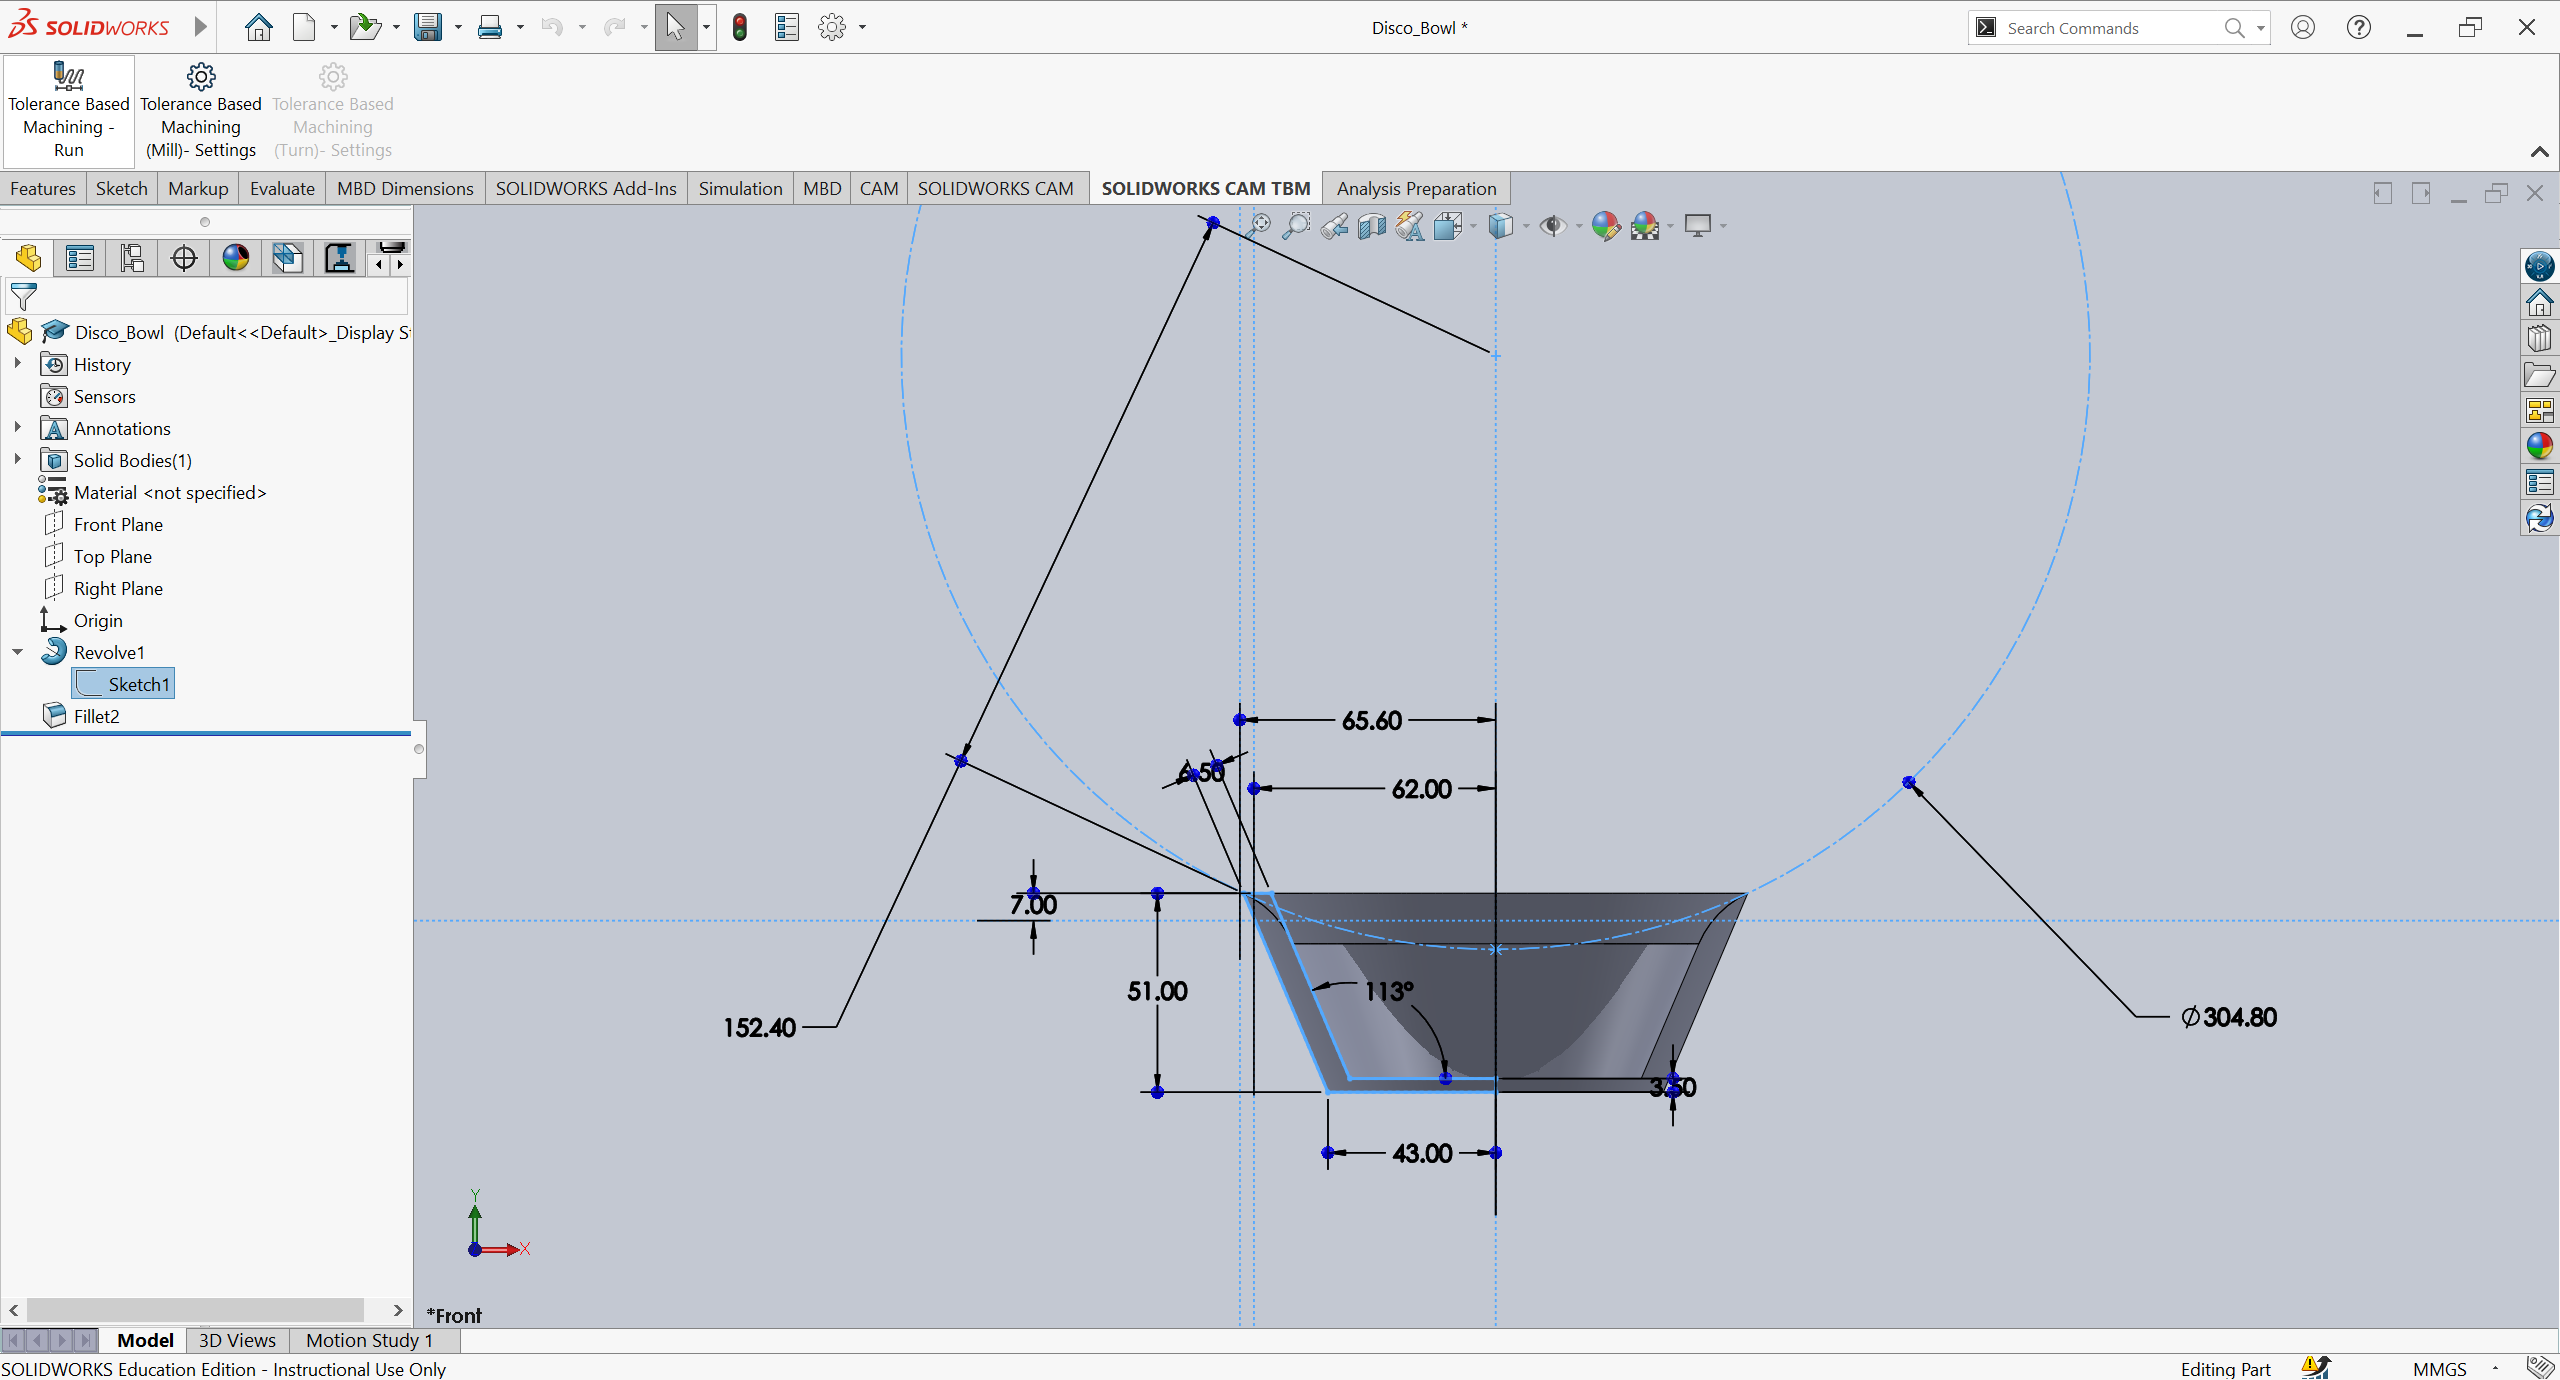 SOLIDWORKS
Disco_Bowl *
Search Commands
Tolerance Based Machining - Run
Tolerance Based Machining (Mill)- Settings
Tolerance Based Machining (Turn)- Settings
Features Sketch Markup Evaluate MBD Dimensions SOLIDWORKS Add-Ins Simulation MBD CAM SOLIDWORKS CAM SOLIDWORKS CAM TBM Analysis Preparation
Disco_Bowl (Default<<Default>_Display S
History
Sensors
Annotations
Solid Bodies(1)
Material <not specified>
Front Plane
Top Plane
Right Plane
Origin
Revolve1
Sketch1
Fillet2
65.60
6.50
62.00
7.00
51.00
113°
152.40
Ø304.80
3.50
43.00
Y
X
*Front
Model 3D Views Motion Study 1
SOLIDWORKS Education Edition - Instructional Use Only
Editing Part
MMGS